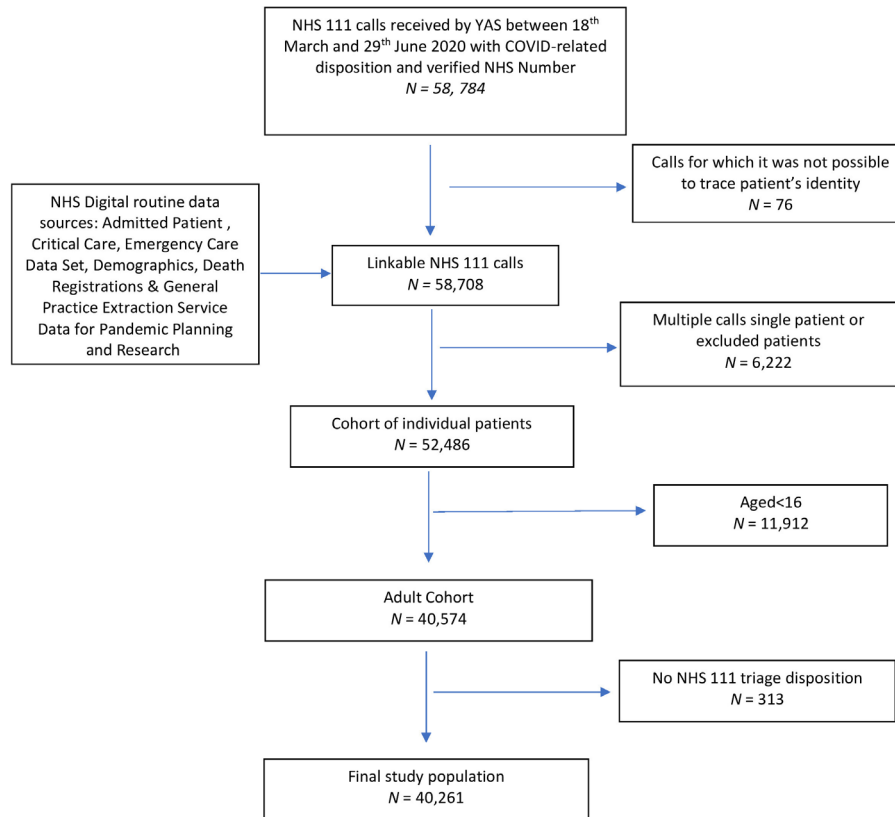 NHS 111 calls received by YAS between 18th
March and 29th June 2020 with COVID-related
disposition and verified NHS Number
N = 58, 784
Calls for which it was not possible
to trace patient's identity
N = 76
NHS Digital routine data
sources: Admitted Patient ,
Critical Care, Emergency Care
Data Set, Demographics, Death
Registrations & General
Practice Extraction Service
Data for Pandemic Planning
and Research
Linkable NHS 111 calls
N = 58,708
Multiple calls single patient or
excluded patients
N = 6,222
Cohort of individual patients
N = 52,486
Aged<16
N = 11,912
Adult Cohort
N = 40,574
No NHS 111 triage disposition
N = 313
Final study population
N = 40,261